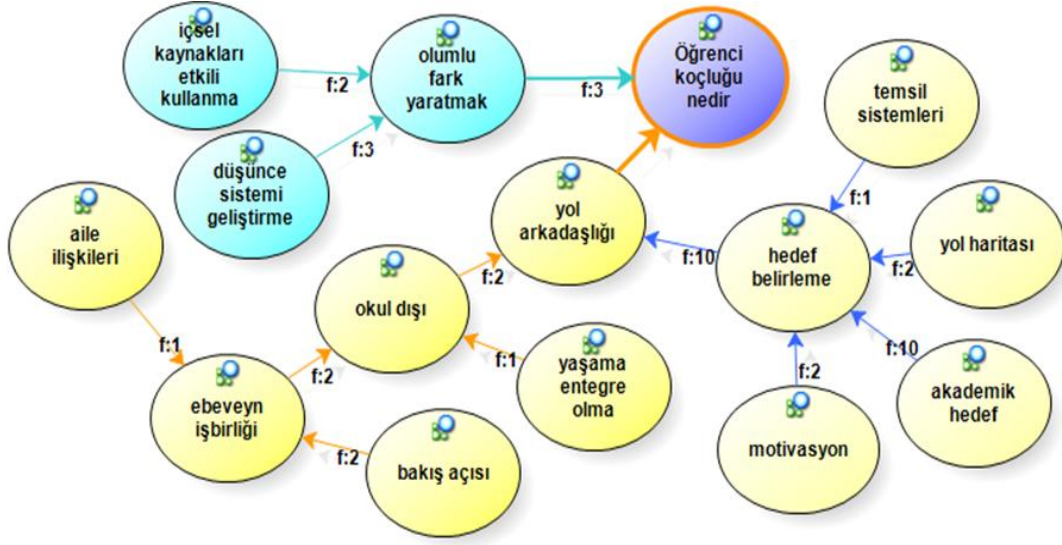 içsel
kaynakları
etkili
kullanma
f:2
olumlu
fark
yaratmak
f:3
Öğrenci
koçluğu
nedir
temsil
sistemleri
f:3
düşünce
sistemi
geliştirme
aile
ilişkileri
yol
arkadaşlığı
f:1
f:10
hedef
belirleme
f:2
yol haritası
f:2
okul dışı
f:1
f:2
f:1
yaşama
entegre
olma
f:10
akademik
hedef
f:2
ebeveyn
işbirliği
f:2
bakış açısı
motivasyon